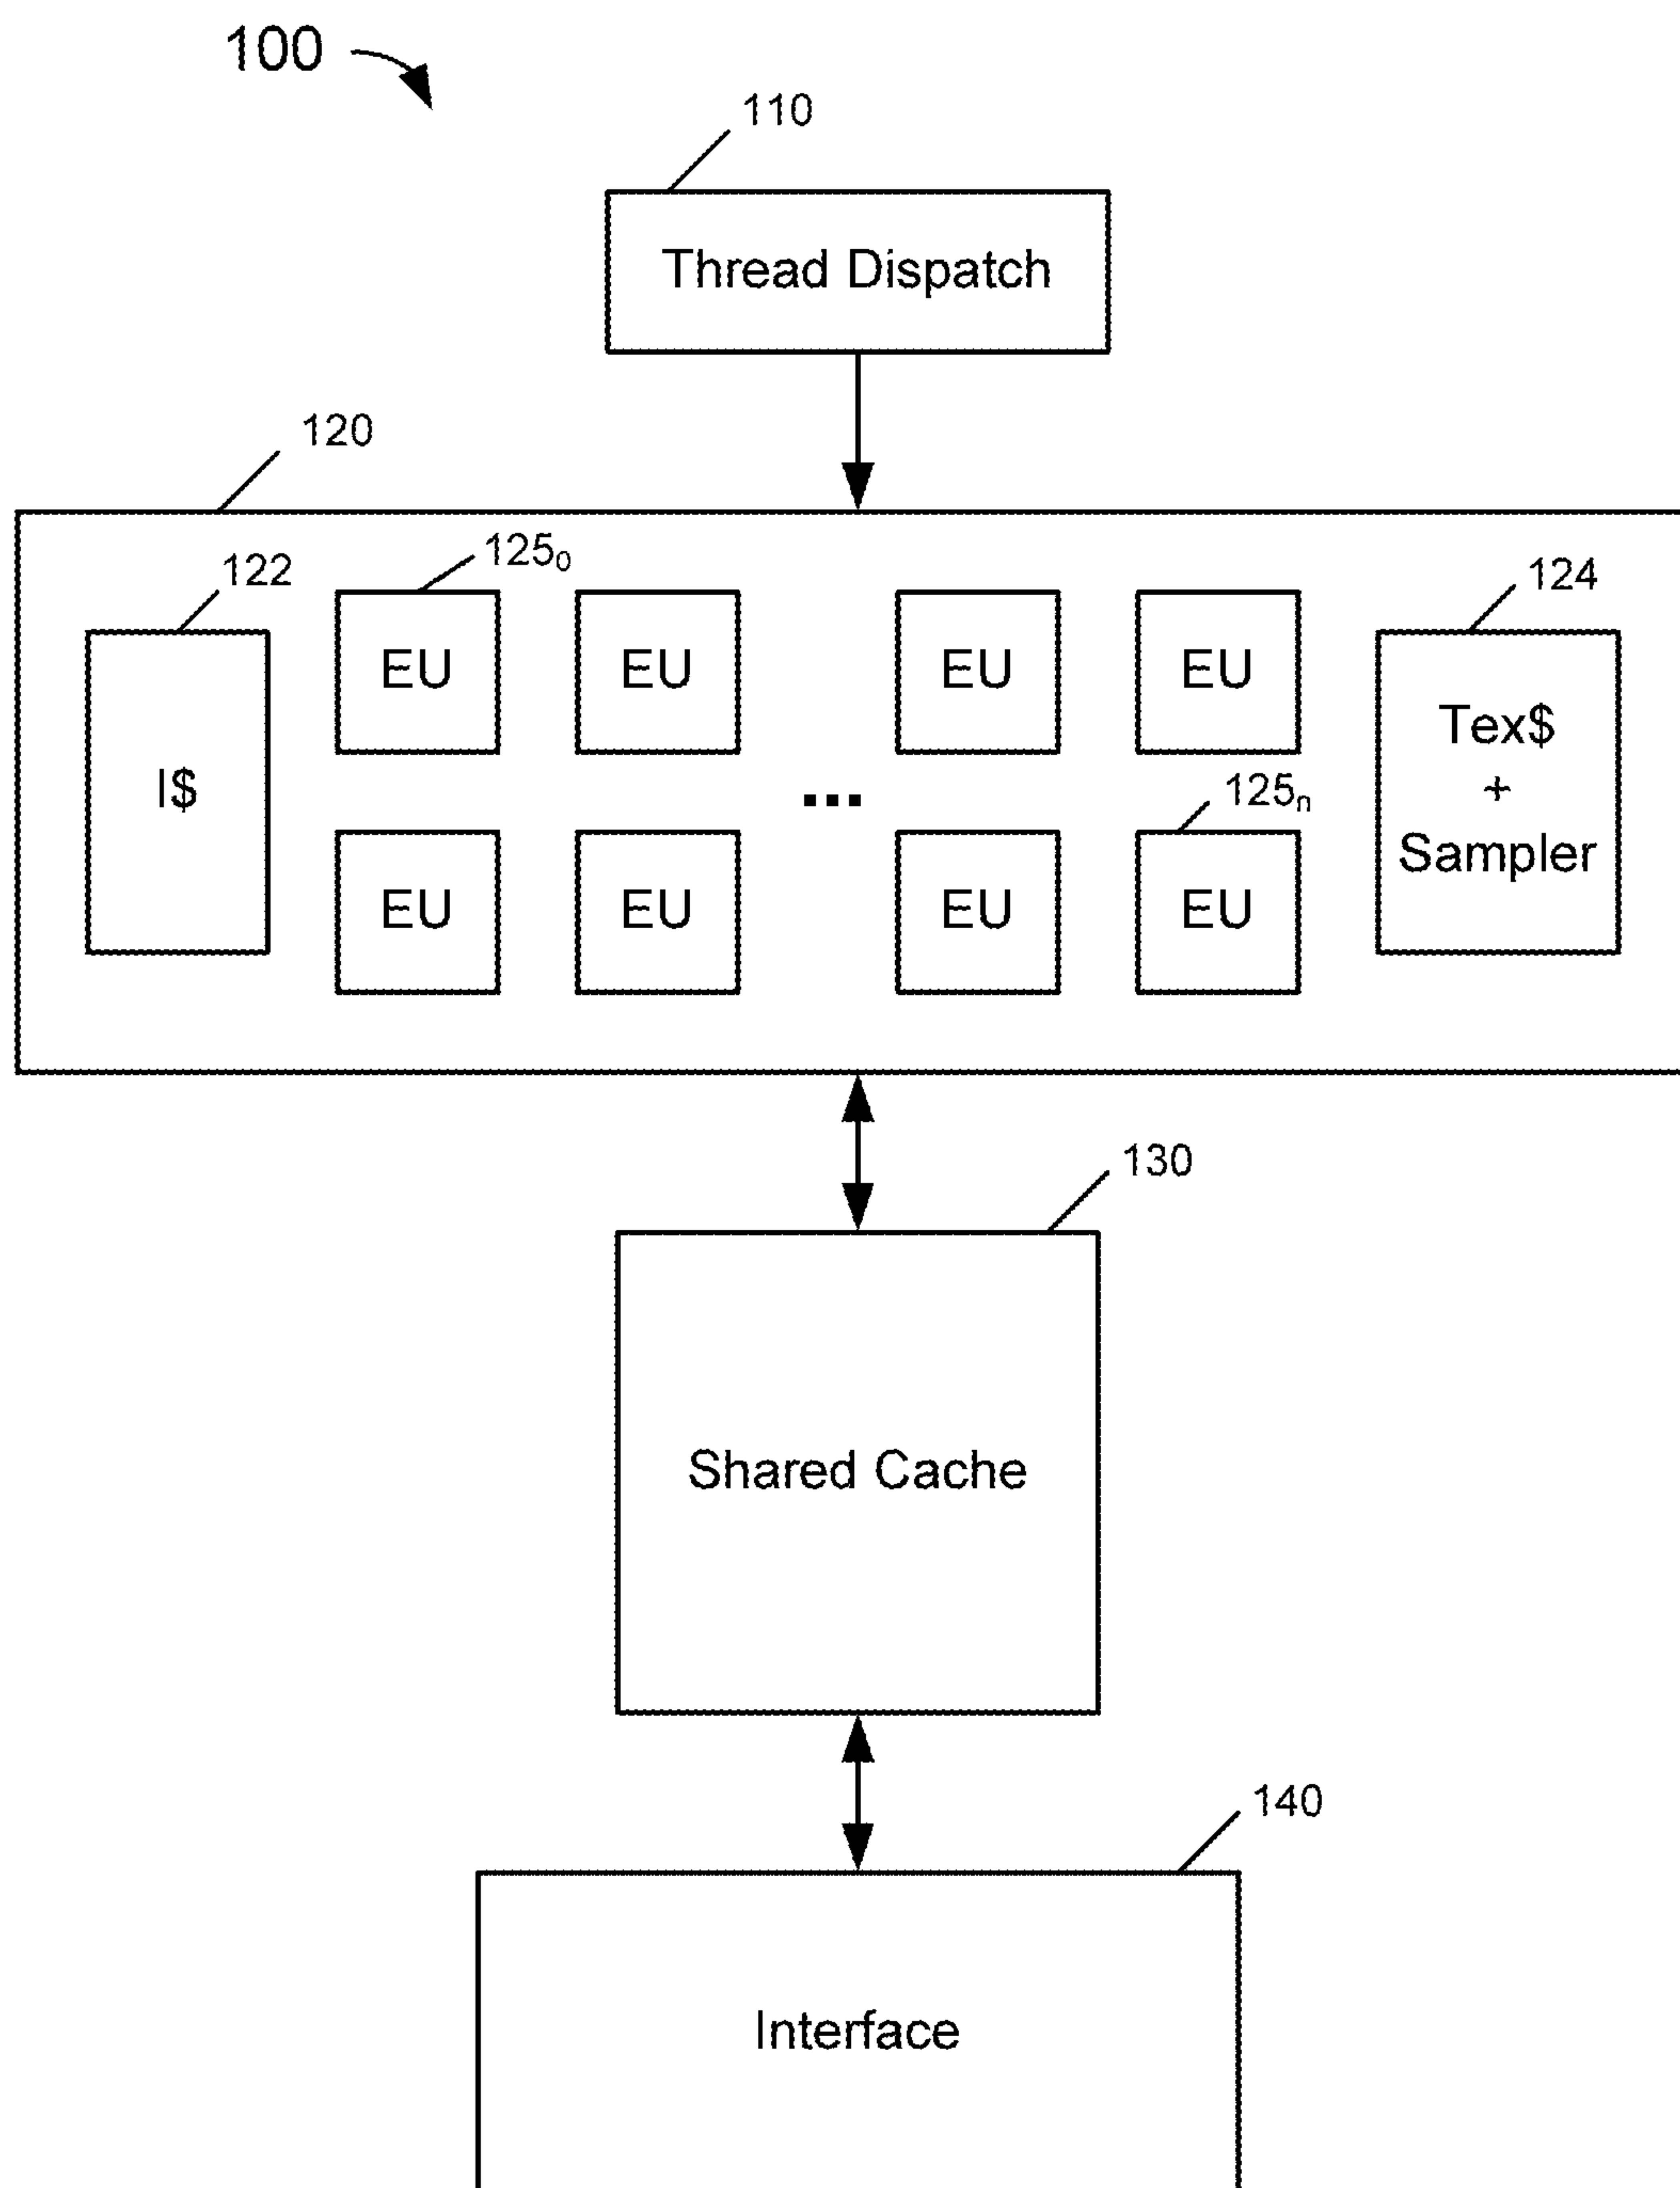 100
110
Thread Dispatch
120
122
125₀
124
EU EU EU EU
I$
...
Tex$
+
Sampler
125ₙ
EU EU EU EU
130
Shared Cache
140
Interface